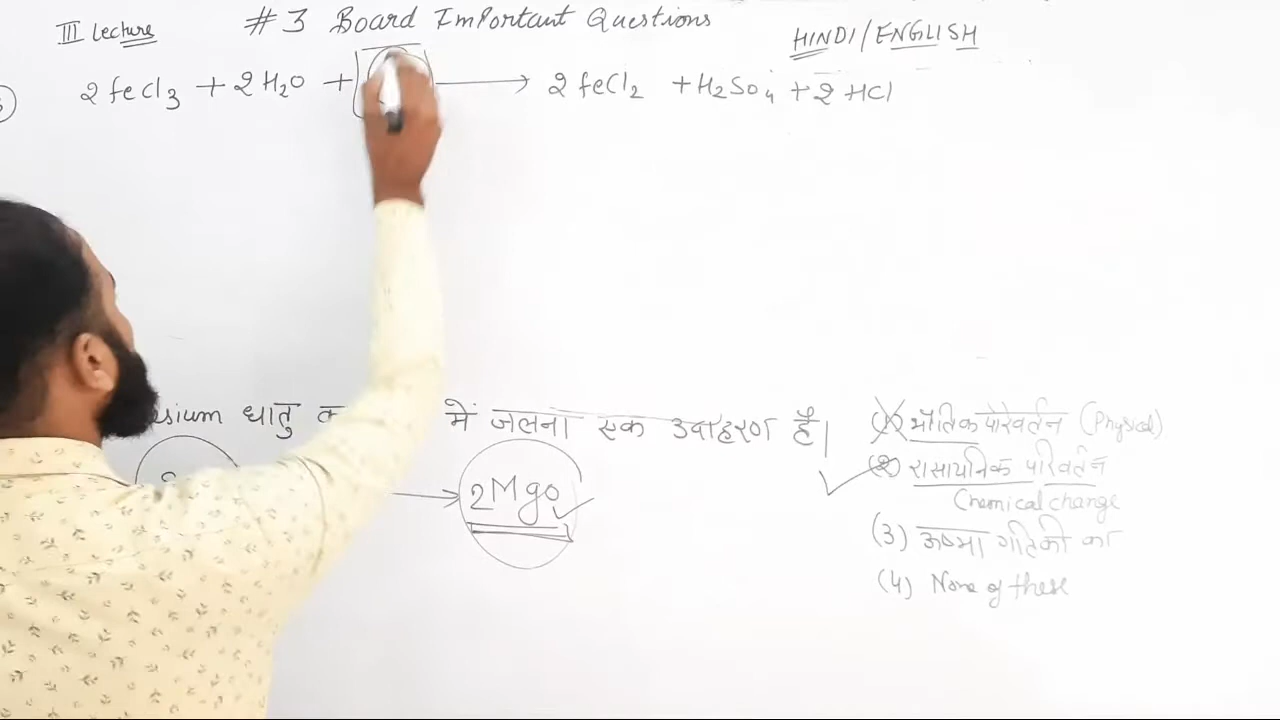 III Lecture # 3 Board ImPortant Questions HINDI/ENGLISH
2 feCl3 + 2 H2O + → 2 feCl2 + H2So4 + 2 HCl
sium धातु में जलना एक उदाहरण है।
(1) भौतिक परिवर्तन (Physical)
(2) रासायनिक परिवर्तन
→ 2Mgo
Chemical change
(3) ऊष्मा गतिकी का
(4) None of these